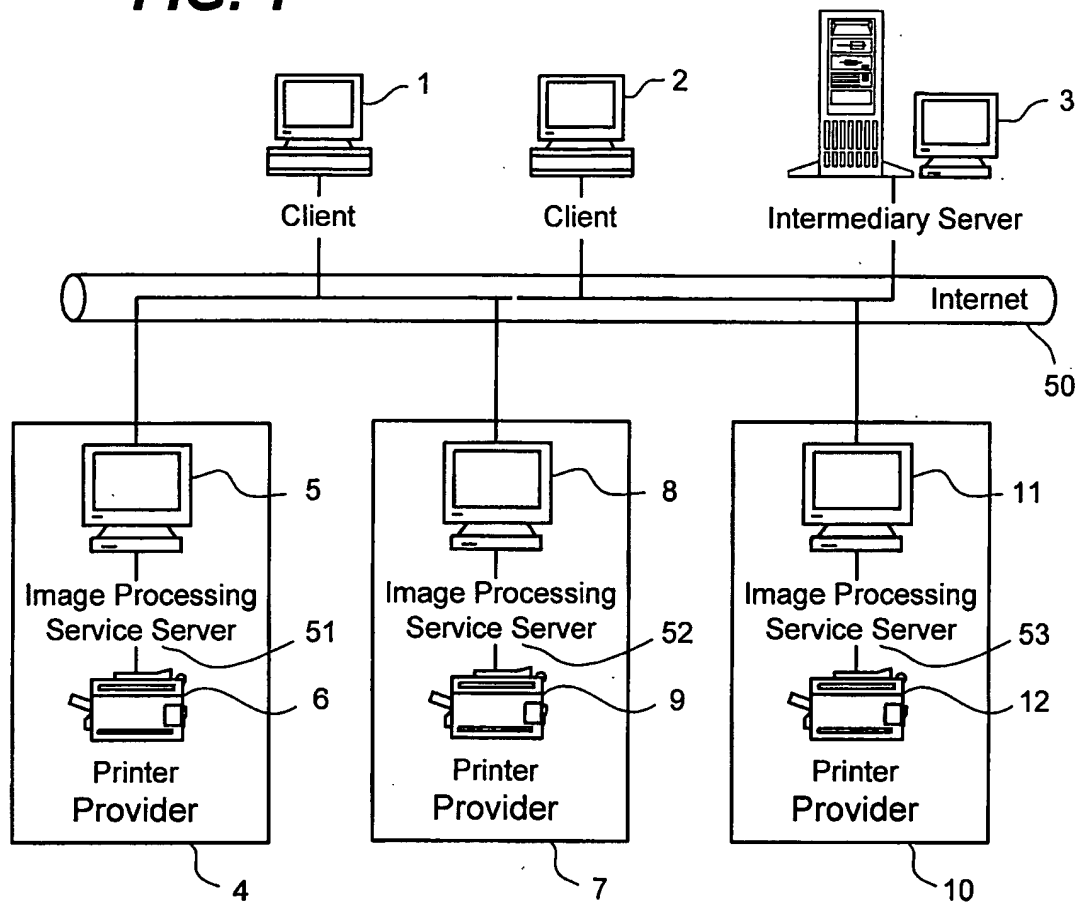 FIG. 1
1
2
3
Client
Client
Intermediary Server
Internet
50
5
8
11
Image Processing
Service Server
51
Image Processing
Service Server
52
Image Processing
Service Server
53
6
9
12
Printer
Provider
Printer
Provider
Printer
Provider
4
7
10